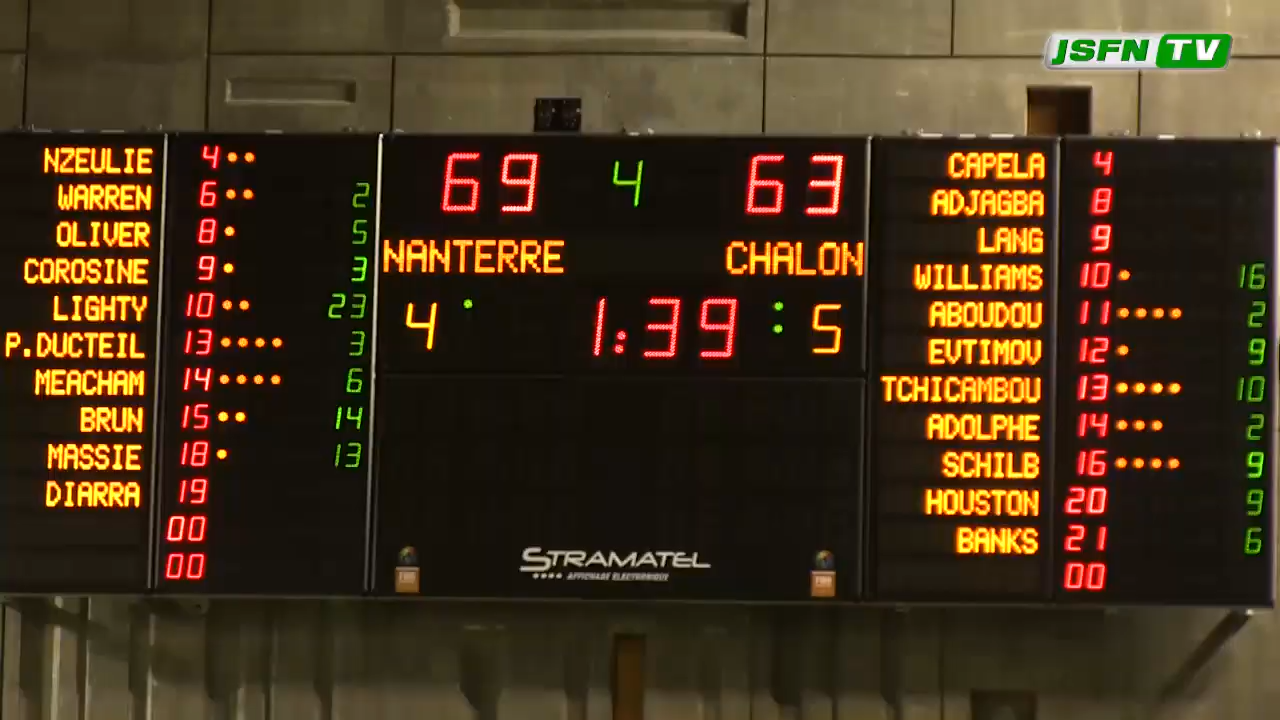 JSFN TV
NZEULIE 4
WARREN 6 2
OLIVER 8 5
COROSINE 9 3
LIGHTY 10 23
P.DUCTEIL 13 3
MEACHAM 14 6
BRUN 15 14
MASSIE 18 13
DIARRA 19
00
00
69 4 63
NANTERRE CHALON
4 1:39 5
STRAMATEL
AFFICHAGE ELECTRONIQUE
CAPELA 4
ADJAGBA 8
LANG 9
WILLIAMS 10 16
ABOUDOU 11 2
EVTIMOV 12 9
TCHICAMBOU 13 10
ADOLPHE 14 2
SCHILB 16 9
HOUSTON 20 9
BANKS 21 6
00